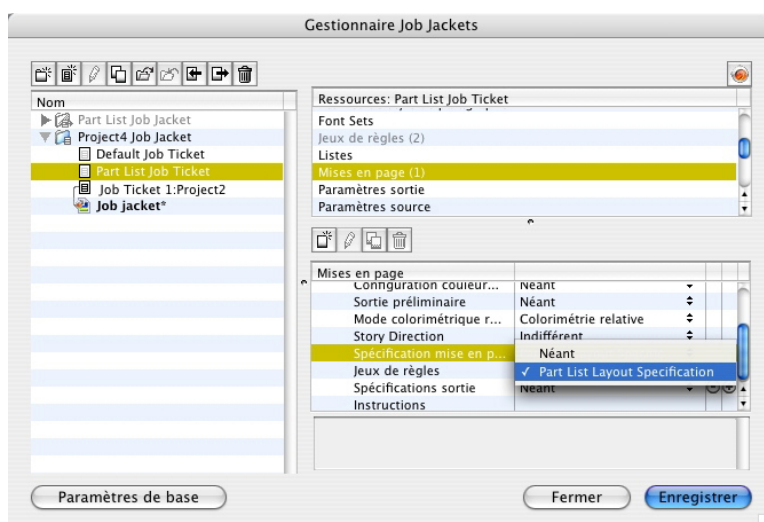 Gestionnaire Job Jackets
Nom
Part List Job Jacket
Project4 Job Jacket
Default Job Ticket
Part List Job Ticket
Job Ticket 1:Project2
Job jacket*
Ressources: Part List Job Ticket
Font Sets
Jeux de règles (2)
Listes
Mises en page (1)
Paramètres sortie
Paramètres source
Mises en page
Configuration couleur... Néant
Sortie préliminaire Néant
Mode colorimétrique r... Colorimétrie relative
Story Direction Indifférent
Spécification mise en p... Néant
Jeux de règles ✓ Part List Layout Specification
Spécifications sortie Néant
Instructions
Paramètres de base
Fermer
Enregistrer